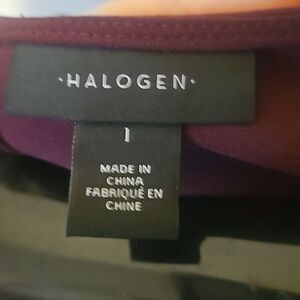 ·HALOGEN·
1
MADE IN
CHINA
FABRIQUÉ EN
CHINE